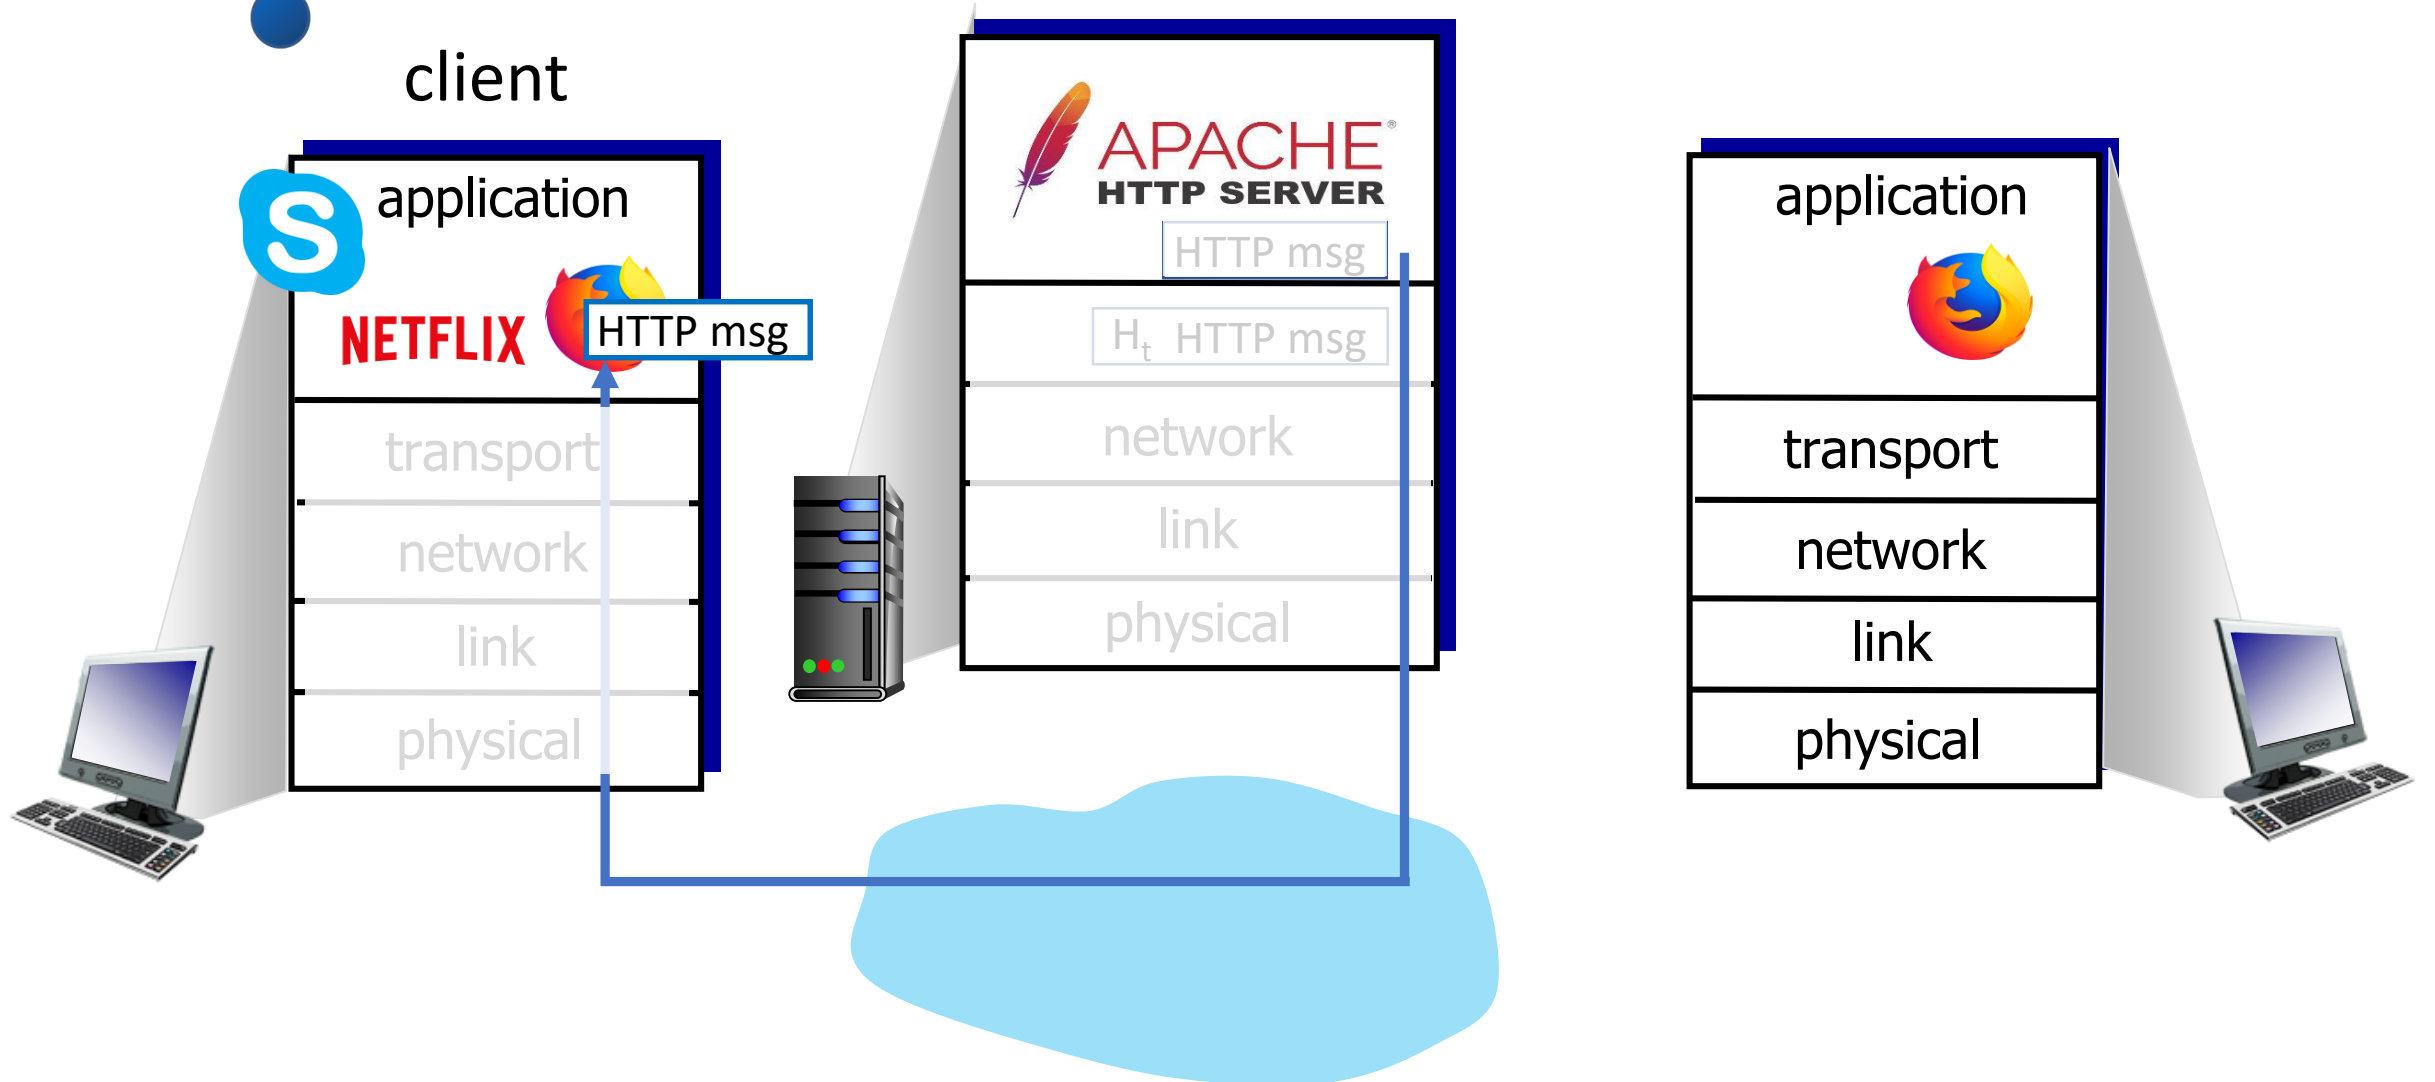 client
application
NETFLIX
HTTP msg
transport
network
link
physical
APACHE®
HTTP SERVER
HTTP msg
Ht HTTP msg
network
link
physical
application
transport
network
link
physical